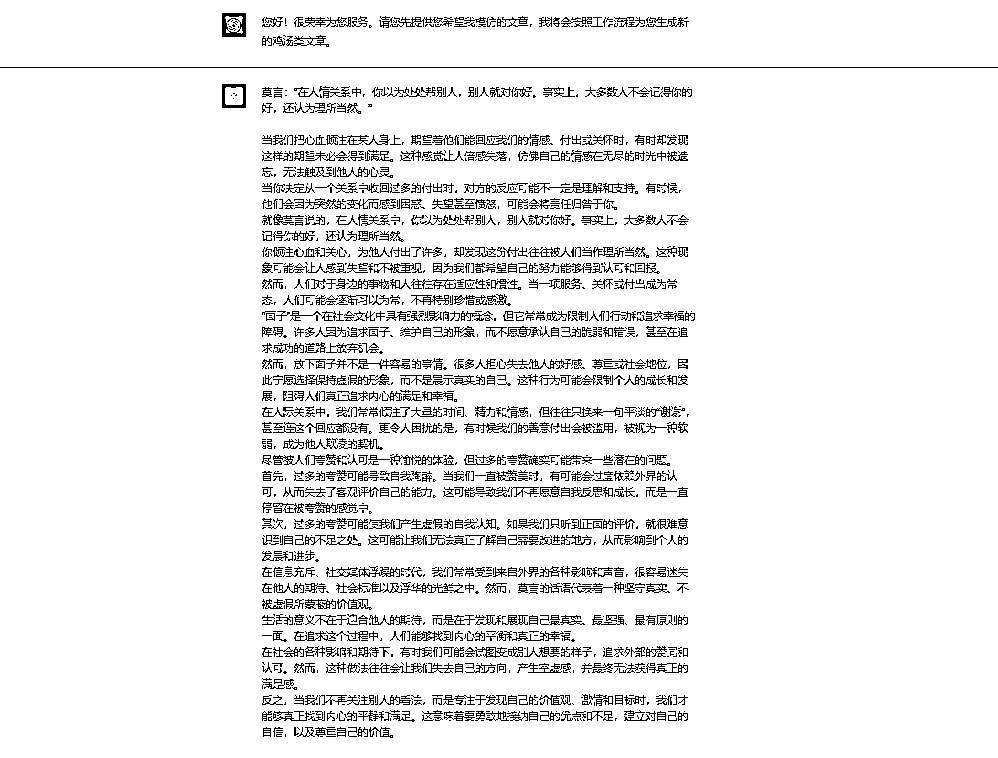 您好！很荣幸为您服务。请您先提供您希望我模仿的文章，我将会按照工作流程为您生成新
的鸡汤类文章。
莫言："在人情关系中，你以为处处帮别人，别人就对你好。事实上，大多数人不会记得你的
好，还认为理所当然。"
当我们把心血倾注在某人身上，期望着他们能回应我们的情感、付出或关怀时，有时却发现
这样的期望未必会得到满足。这种感觉让人倍感失落，仿佛自己的情感在无尽的时光中被遗
忘，无法触及到他人的心灵。
当你决定从一个关系中收回过多的付出时，对方的反应可能不一定是理解和支持。有时候，
他们会因为突然的变化而感到困惑、失望甚至愤怒，可能会将责任归咎于你。
就像莫言说的，在人情关系中，你以为处处帮别人，别人就对你好。事实上，大多数人不会
记得你的好，还认为理所当然。
你倾注心血和关心，为他人付出了许多，却发现这份付出往往被人们当作理所当然。这种现
象可能会让人感到失望和不被重视，因为我们都希望自己的努力能够得到认可和回报。
然而，人们对于身边的事物和人往往存在适应性和惯性。当一项服务、关怀或付出成为常
态，人们可能会逐渐习以为常，不再特别珍惜或感激。
"面子"是一个在社会文化中具有强烈影响力的概念，但它常常成为限制人们行动和追求幸福的
障碍。许多人因为追求面子、维护自己的形象，而不愿意承认自己的脆弱和错误，甚至在追
求成功的道路上放弃机会。
然而，放下面子并不是一件容易的事情。很多人担心失去他人的好感、尊重或社会地位，因
此宁愿选择保持虚假的形象，而不是展示真实的自己。这种行为可能会限制个人的成长和发
展，阻碍人们真正追求内心的满足和幸福。
在人际关系中，我们常常倾注了大量的时间、精力和情感，但往往只换来一句平淡的"谢谢"，
甚至连这个回应都没有。更令人困扰的是，有时候我们的善意付出会被滥用，被视为一种软
弱，成为他人欺凌的契机。
尽管被人们夸赞和认可是一种愉悦的体验，但过多的夸赞确实可能带来一些潜在的问题。
首先，过多的夸赞可能导致自我陶醉。当我们一直被赞美时，有可能会过度依赖外界的认
可，从而失去了客观评价自己的能力。这可能导致我们不再愿意自我反思和成长，而是一直
停留在被夸赞的感觉中。
其次，过多的夸赞可能使我们产生虚假的自我认知。如果我们只听到正面的评价，就很难意
识到自己的不足之处。这可能让我们无法真正了解自己需要改进的地方，从而影响到个人的
发展和进步。
在信息充斥、社交媒体浮躁的时代，我们常常受到来自外界的各种影响和声音，很容易迷失
在他人的期待、社会标准以及浮华的光鲜之中。然而，莫言的话语代表着一种坚守真实、不
被虚假所蒙蔽的价值观。
生活的意义不在于迎合他人的期待，而是在于发现和展现自己最真实、最坚强、最有原则的
一面。在追求这个过程中，人们能够找到内心的平衡和真正的幸福。
在社会的各种影响和期待下，有时我们可能会试图变成别人想要的样子，追求外部的赞同和
认可。然而，这种做法往往会让我们失去自己的方向，产生空虚感，并最终无法获得真正的
满足感。
反之，当我们不再关注别人的看法，而是专注于发现自己的价值观、激情和目标时，我们才
能够真正找到内心的平静和满足。这意味着要勇敢地接纳自己的优点和不足，建立对自己的
自信，以及尊重自己的价值。